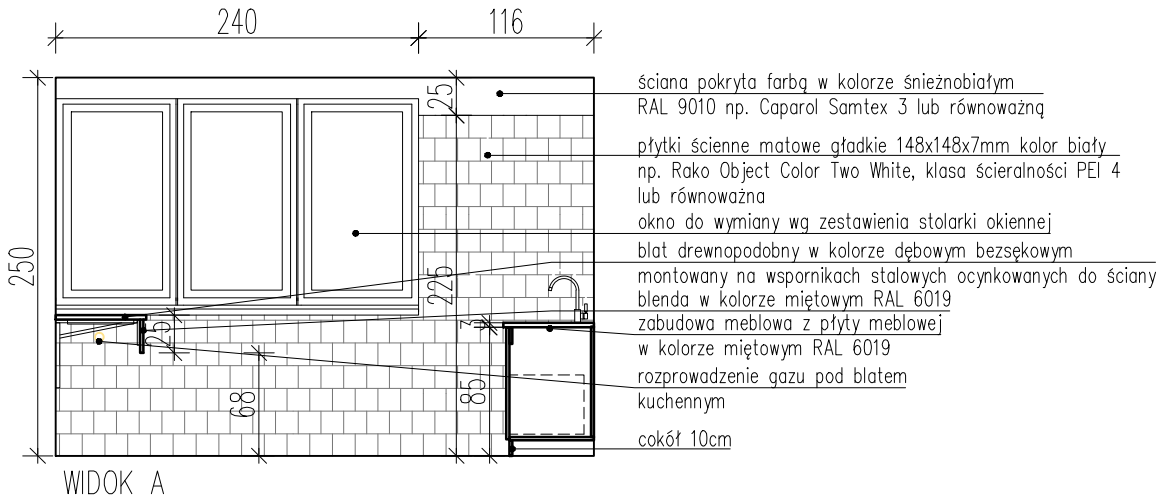 240
116
25
ściana pokryta farbą w kolorze śnieżnobiałym
RAL 9010 np. Caparol Samtex 3 lub równoważną
płytki ścienne matowe gładkie 148x148x7mm kolor biały
np. Rako Object Color Two White, klasa ścieralności PEI 4
lub równoważna
okno do wymiany wg zestawienia stolarki okiennej
250
225
blat drewnopodobny w kolorze dębowym bezsękowym
montowany na wspornikach stalowych ocynkowanych do ściany
blenda w kolorze miętowym RAL 6019
25
7
zabudowa meblowa z płyty meblowej
w kolorze miętowym RAL 6019
68
85
rozprowadzenie gazu pod blatem
kuchennym
cokół 10cm
WIDOK A